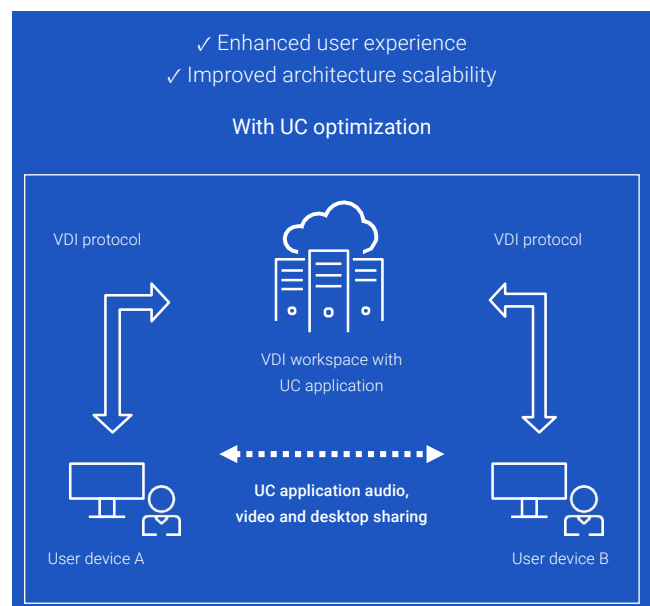 ✓ Enhanced user experience
✓ Improved architecture scalability
With UC optimization
VDI protocol
VDI protocol
VDI workspace with
UC application
UC application audio,
video and desktop sharing
User device A
User device B